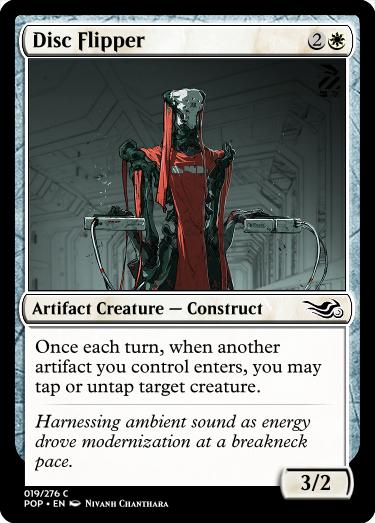 Disc Flipper
2
Artifact Creature — Construct
Once each turn, when another
artifact you control enters, you may
tap or untap target creature.
Harnessing ambient sound as energy
drove modernization at a breakneck
pace.
3/2
019/276 C
POP • EN Nivanh Chanthara